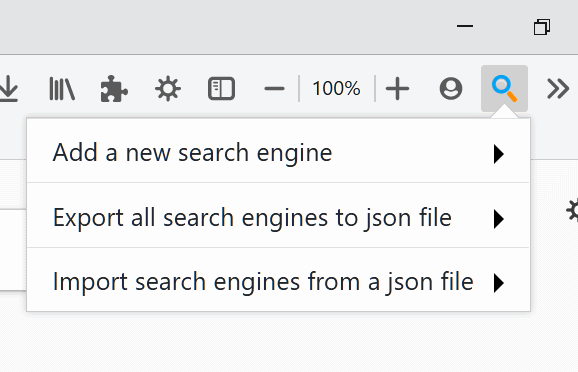 100%
Add a new search engine
Export all search engines to json file
Import search engines from a json file